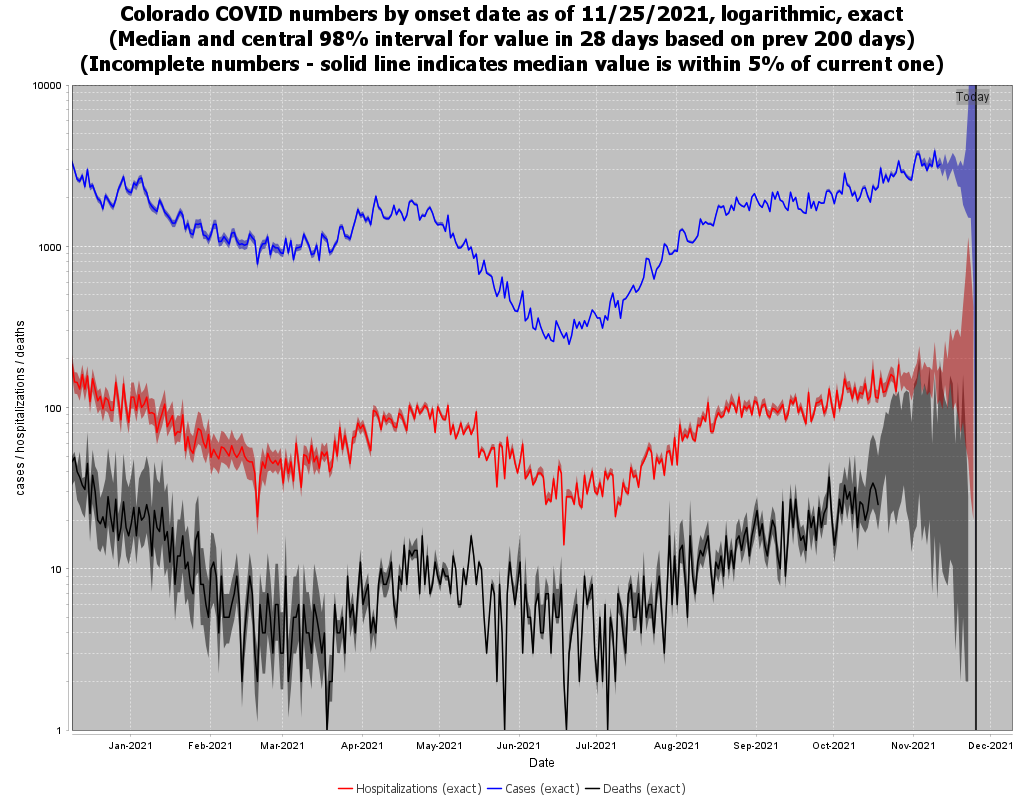 Colorado COVID numbers by onset date as of 11/25/2021, logarithmic, exact
(Median and central 98% interval for value in 28 days based on prev 200 days)
(Incomplete numbers - solid line indicates median value is within 5% of current one)
Today
10000
1000
100
10
1
cases / hospitalizations / deaths
Jan-2021 Feb-2021 Mar-2021 Apr-2021 May-2021 Jun-2021 Jul-2021 Aug-2021 Sep-2021 Oct-2021 Nov-2021 Dec-2021
Date
Hospitalizations (exact) Cases (exact) Deaths (exact)